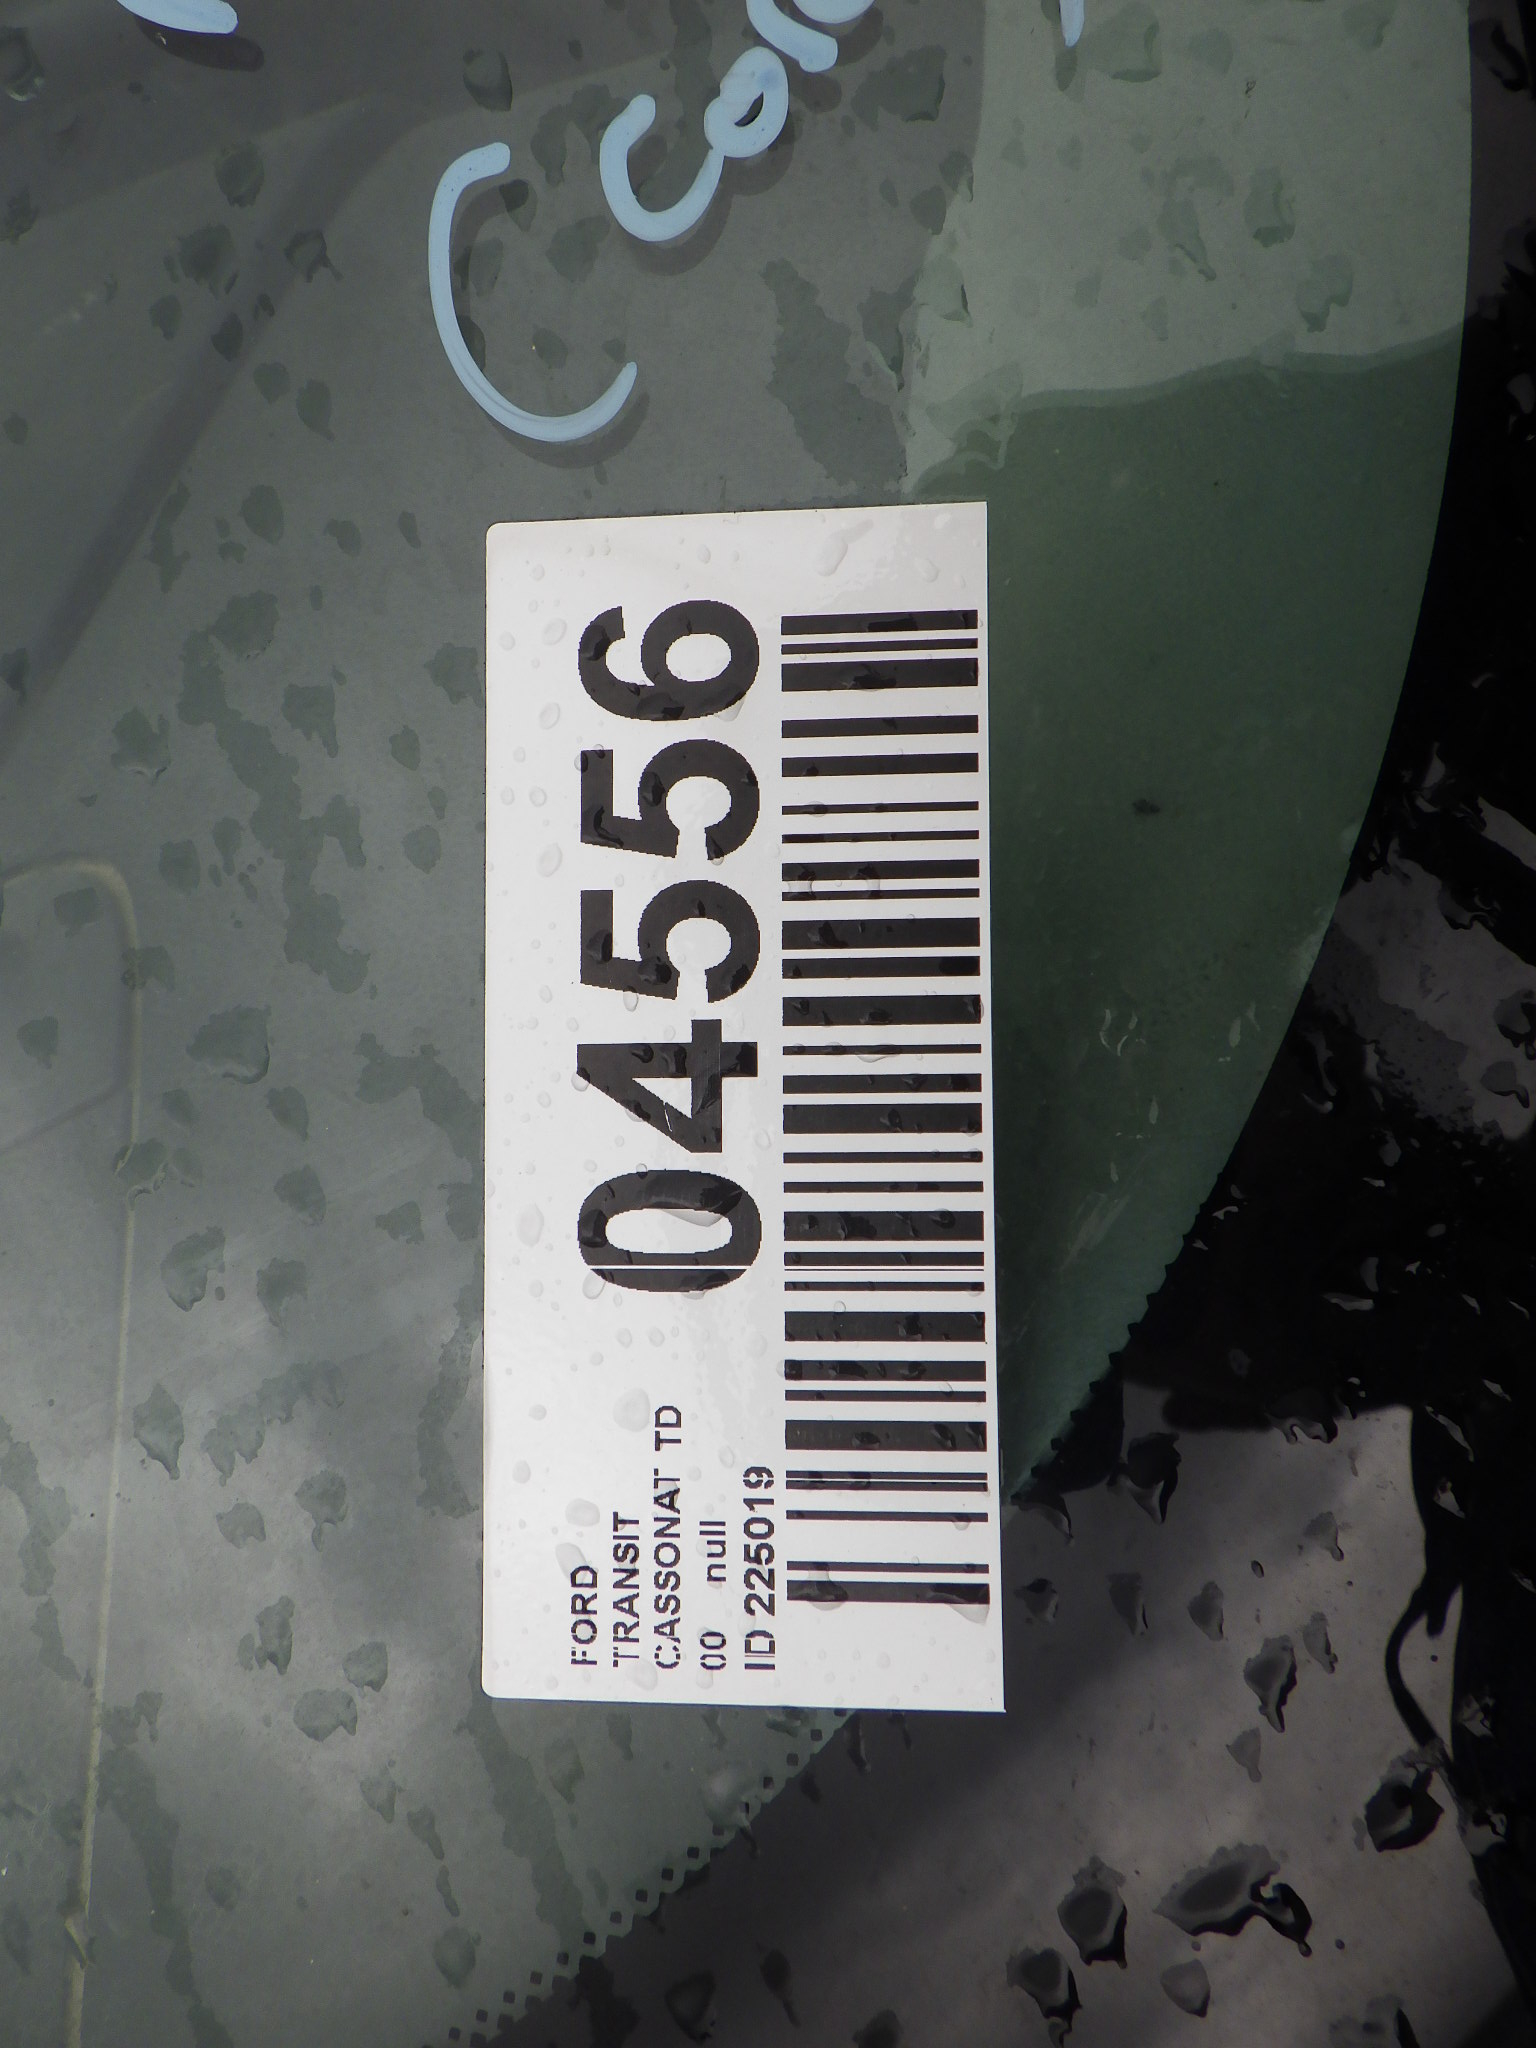 FORD
TRANSIT
CASSONAT TD
00 null
ID 225019
04556